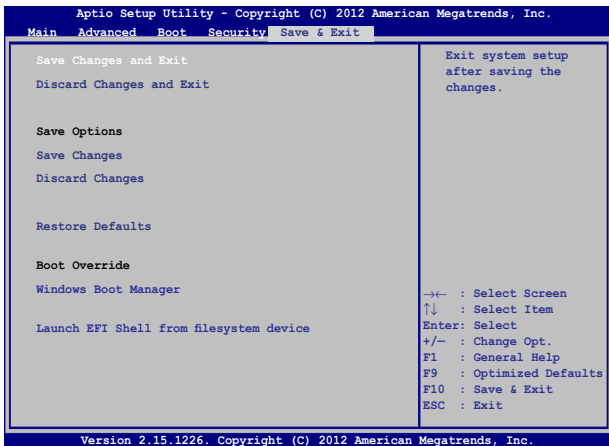 Aptio Setup Utility - Copyright (C) 2012 American Megatrends, Inc.
Main Advanced Boot Security Save & Exit
Save Changes and Exit
Discard Changes and Exit
Save Options
Save Changes
Discard Changes
Restore Defaults
Boot Override
Windows Boot Manager
Launch EFI Shell from filesystem device
Exit system setup
after saving the
changes.
→← : Select Screen
↑↓ : Select Item
Enter: Select
+/— : Change Opt.
F1 : General Help
F9 : Optimized Defaults
F10 : Save & Exit
ESC : Exit
Version 2.15.1226. Copyright (C) 2012 American Megatrends, Inc.